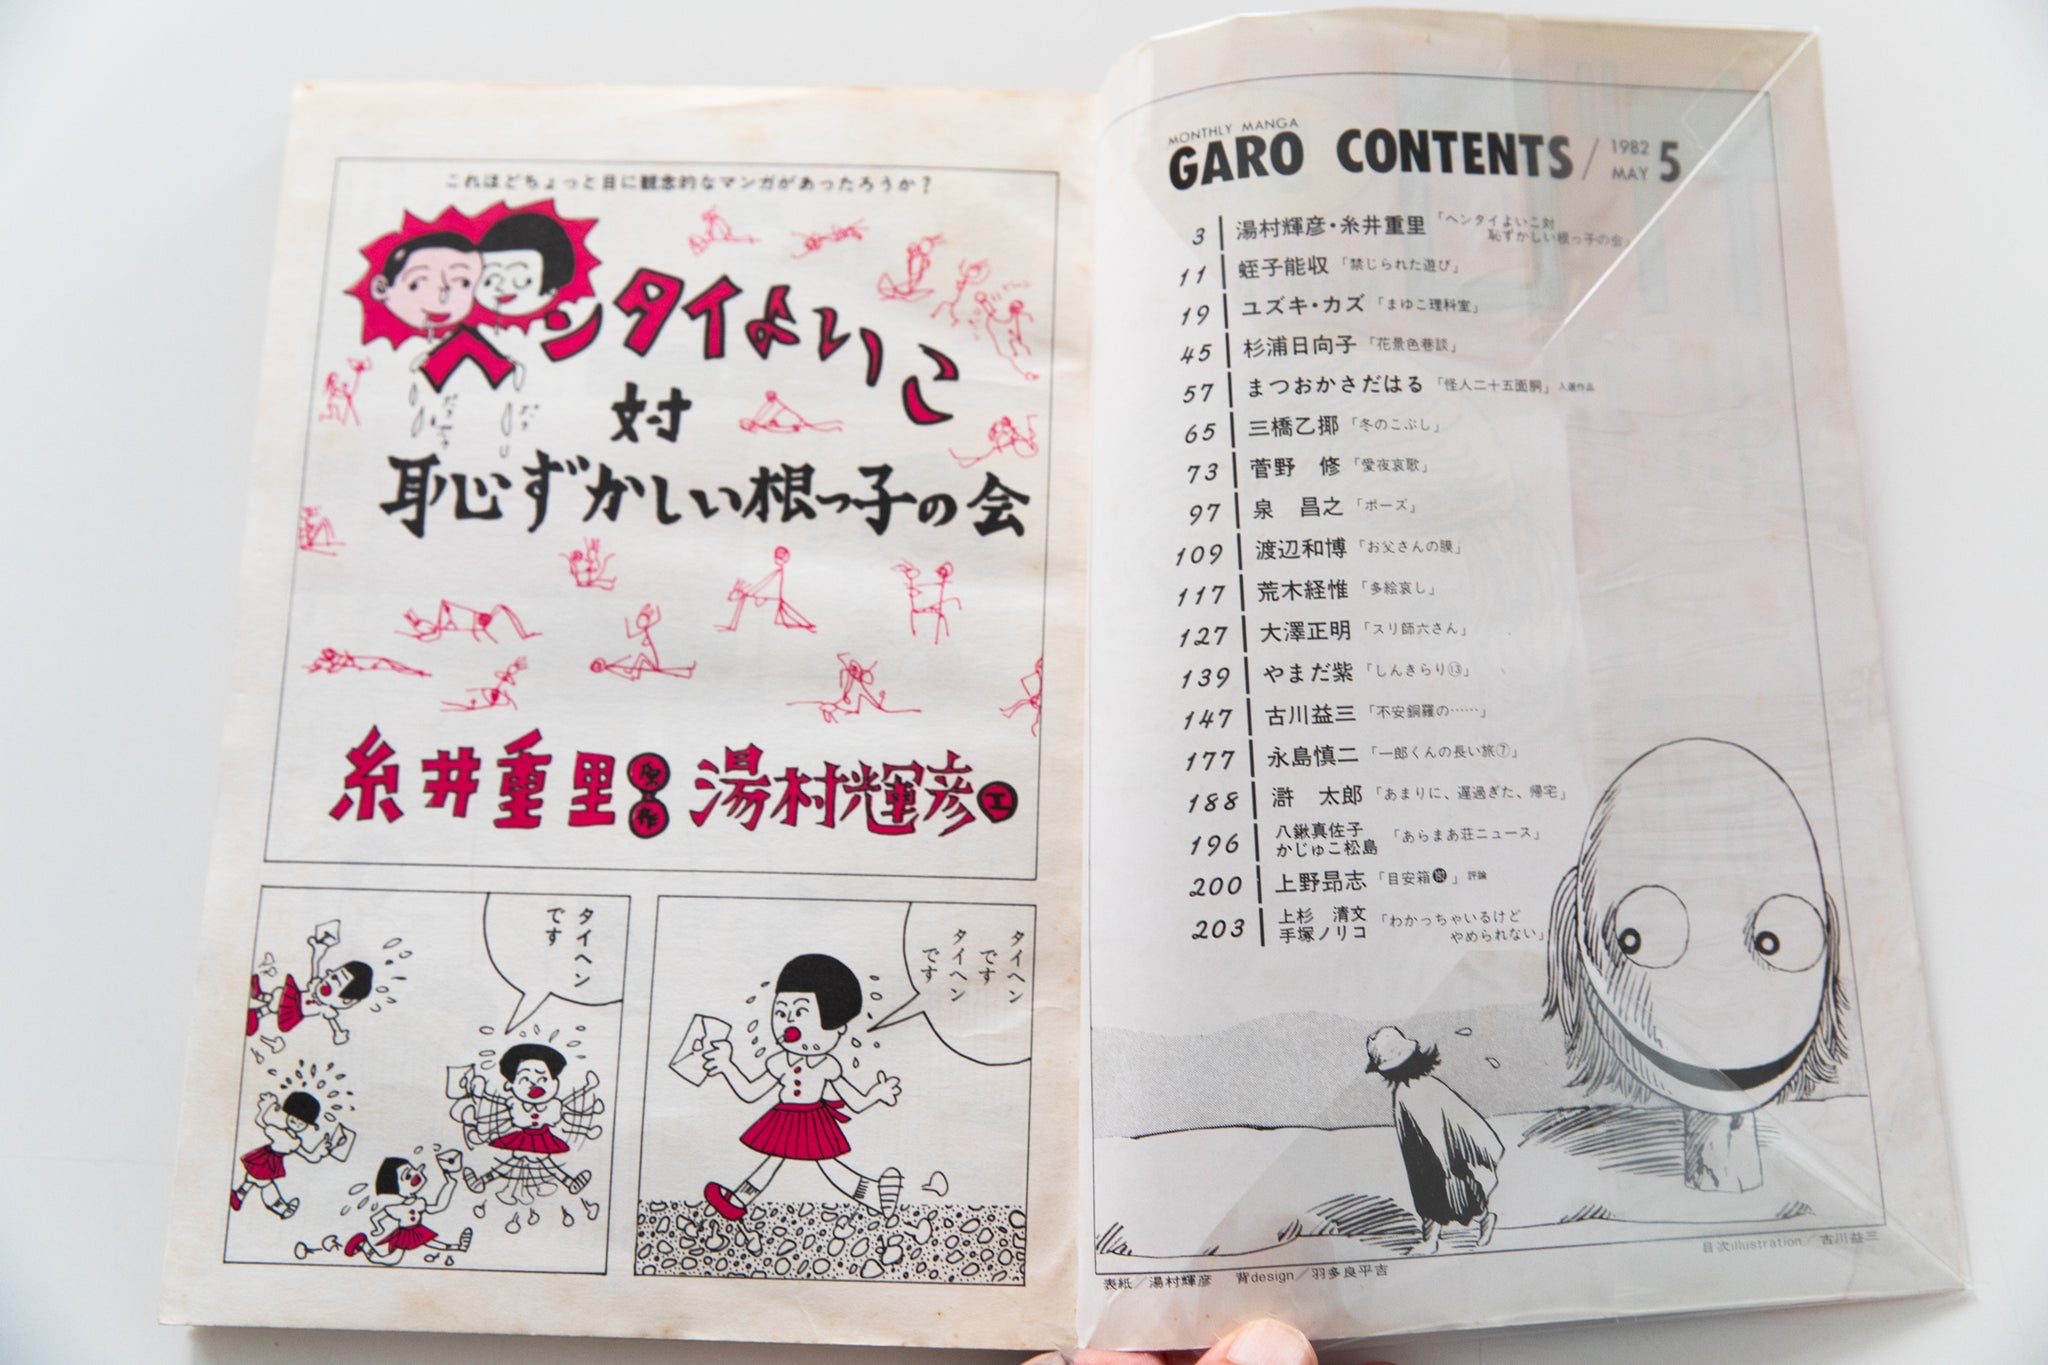 これほどちょっと目に観念的なマンガがあったろうか?
ヘンタイよいこ
対
恥ずかしい根っ子の会
糸井重里 原作 湯村輝彦 エ
タイヘン
です
タイヘン
です
タイヘン
です
MONTHLY MANGA
GARO CONTENTS / 1982 MAY 5
3 湯村輝彦・糸井重里 「ヘンタイよいこ対
恥ずかしい根っ子の会」
11 蛭子能収 「禁じられた遊び」
19 ユズキ・カズ 「まゆこ理科室」
45 杉浦日向子 「花景色巷談」
57 まつおかさだはる 「怪人二十五面胴」 入選作品
65 三橋乙揶 「冬のこぶし」
73 菅野 修 「愛夜哀歌」
97 泉 昌之 「ポーズ」
109 渡辺和博 「お父さんの膜」
117 荒木経惟 「多絵哀し」
127 大澤正明 「スリ師六さん」
139 やまだ紫 「しんきらり⑬」
147 古川益三 「不安銅羅の……」
177 永島慎二 「一郎くんの長い旅⑦」
188 滸 太郎 「あまりに、遅過ぎた、帰宅」
196 八鍬真佐子
かじゅこ松島 「あらまあ荘ニュース」
200 上野昻志 「目安箱」 評論
203 上杉 清文
手塚ノリコ 「わかっちゃいるけど
やめられない」
目次illustration/古川益三
表紙/湯村輝彦 背design/羽多良平吉